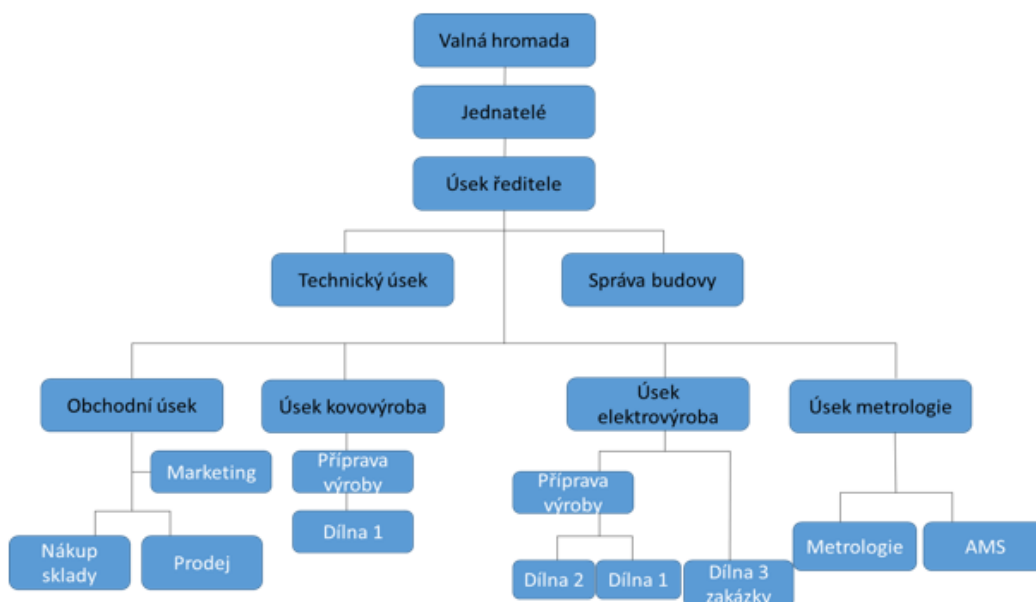 Valná hromada
Jednatelé
Úsek ředitele
Technický úsek
Správa budovy
Obchodní úsek
Úsek kovovýroba
Úsek
elektrovýroba
Úsek metrologie
Marketing
Příprava
výroby
Příprava
výroby
Nákup
sklady
Prodej
Dílna 1
Dílna 2
Dílna 1
Dílna 3
zakázky
Metrologie
AMS